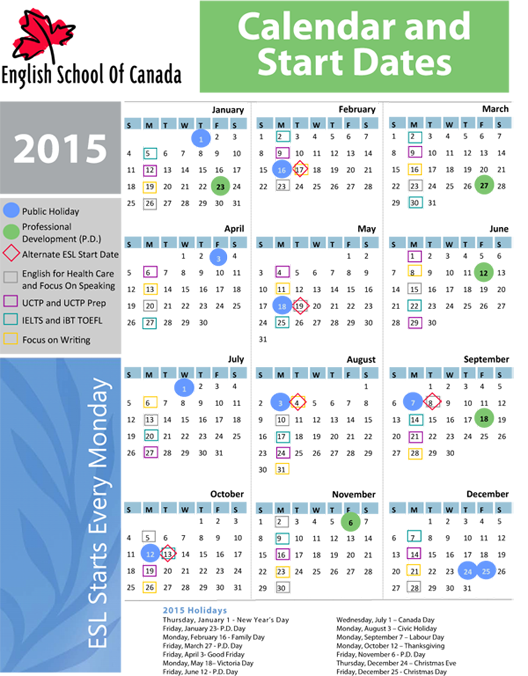 English School Of Canada
Calendar and
Start Dates
2015
Public Holiday
Professional
Development (P.D.)
Alternate ESL Start Date
English for Health Care
and Focus On Speaking
UCTP and UCTP Prep
IELTS and iBT TOEFL
Focus on Writing
ESL Starts Every Monday
January
S M T W T F S
1 2 3
4 5 6 7 8 9 10
11 12 13 14 15 16 17
18 19 20 21 22 23 24
25 26 27 28 29 30 31
February
S M T W T F S
1 2 3 4 5 6 7
8 9 10 11 12 13 14
15 16 17 18 19 20 21
22 23 24 25 26 27 28
March
S M T W T F S
1 2 3 4 5 6 7
8 9 10 11 12 13 14
15 16 17 18 19 20 21
22 23 24 25 26 27 28
29 30 31
April
S M T W T F S
1 2 3 4
5 6 7 8 9 10 11
12 13 14 15 16 17 18
19 20 21 22 23 24 25
26 27 28 29 30
May
S M T W T F S
1 2
3 4 5 6 7 8 9
10 11 12 13 14 15 16
17 18 19 20 21 22 23
24 25 26 27 28 29 30
31
June
S M T W T F S
1 2 3 4 5 6
7 8 9 10 11 12 13
14 15 16 17 18 19 20
21 22 23 24 25 26 27
28 29 30
July
S M T W T F S
1 2 3 4
5 6 7 8 9 10 11
12 13 14 15 16 17 18
19 20 21 22 23 24 25
26 27 28 29 30 31
August
S M T W T F S
1
2 3 4 5 6 7 8
9 10 11 12 13 14 15
16 17 18 19 20 21 22
23 24 25 26 27 28 29
30 31
September
S M T W T F S
1 2 3 4 5
6 7 8 9 10 11 12
13 14 15 16 17 18 19
20 21 22 23 24 25 26
27 28 29 30
October
S M T W T F S
1 2 3
4 5 6 7 8 9 10
11 12 13 14 15 16 17
18 19 20 21 22 23 24
25 26 27 28 29 30 31
November
S M T W T F S
1 2 3 4 5 6 7
8 9 10 11 12 13 14
15 16 17 18 19 20 21
22 23 24 25 26 27 28
29 30
December
S M T W T F S
1 2 3 4 5
6 7 8 9 10 11 12
13 14 15 16 17 18 19
20 21 22 23 24 25 26
27 28 29 30 31
2015 Holidays
Thursday, January 1 - New Year's Day
Friday, January 23- P.D. Day
Monday, February 16 - Family Day
Friday, March 27 - P.D. Day
Friday, April 3- Good Friday
Monday, May 18– Victoria Day
Friday, June 12 - P.D. Day
Wednesday, July 1 – Canada Day
Monday, August 3 – Civic Holiday
Monday, September 7 – Labour Day
Monday, October 12 – Thanksgiving
Friday, November 6 - P.D. Day
Thursday, December 24 – Christmas Eve
Friday, December 25 - Christmas Day